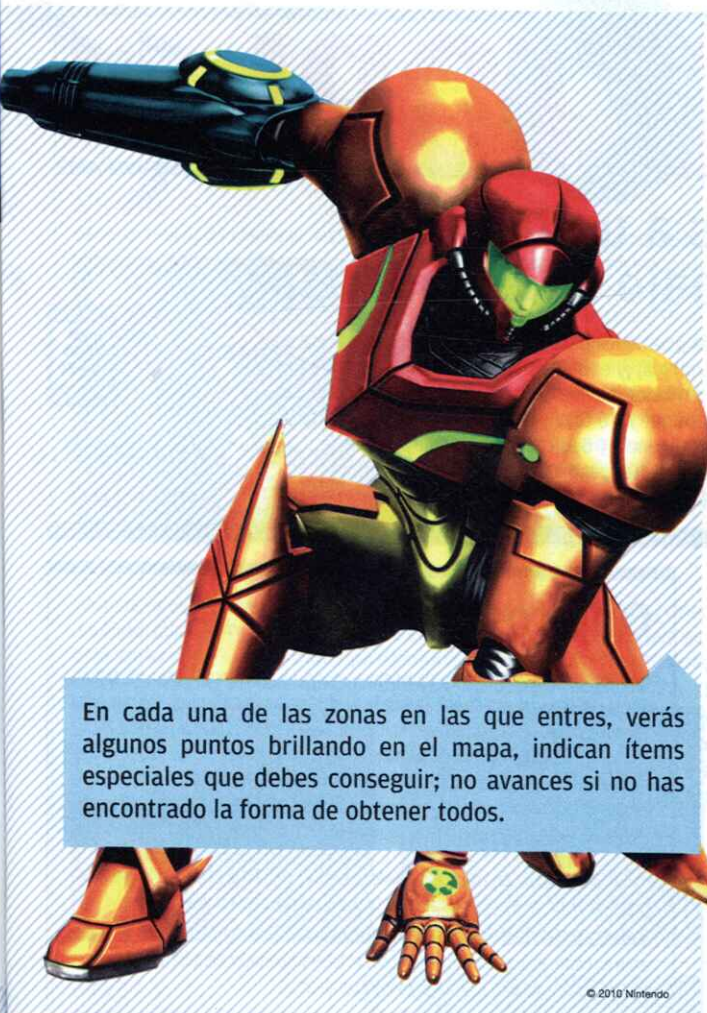 En cada una de las zonas en las que entres, verás
algunos puntos brillando en el mapa, indican ítems
especiales que debes conseguir; no avances si no has
encontrado la forma de obtener todos.
© 2010 Nintendo